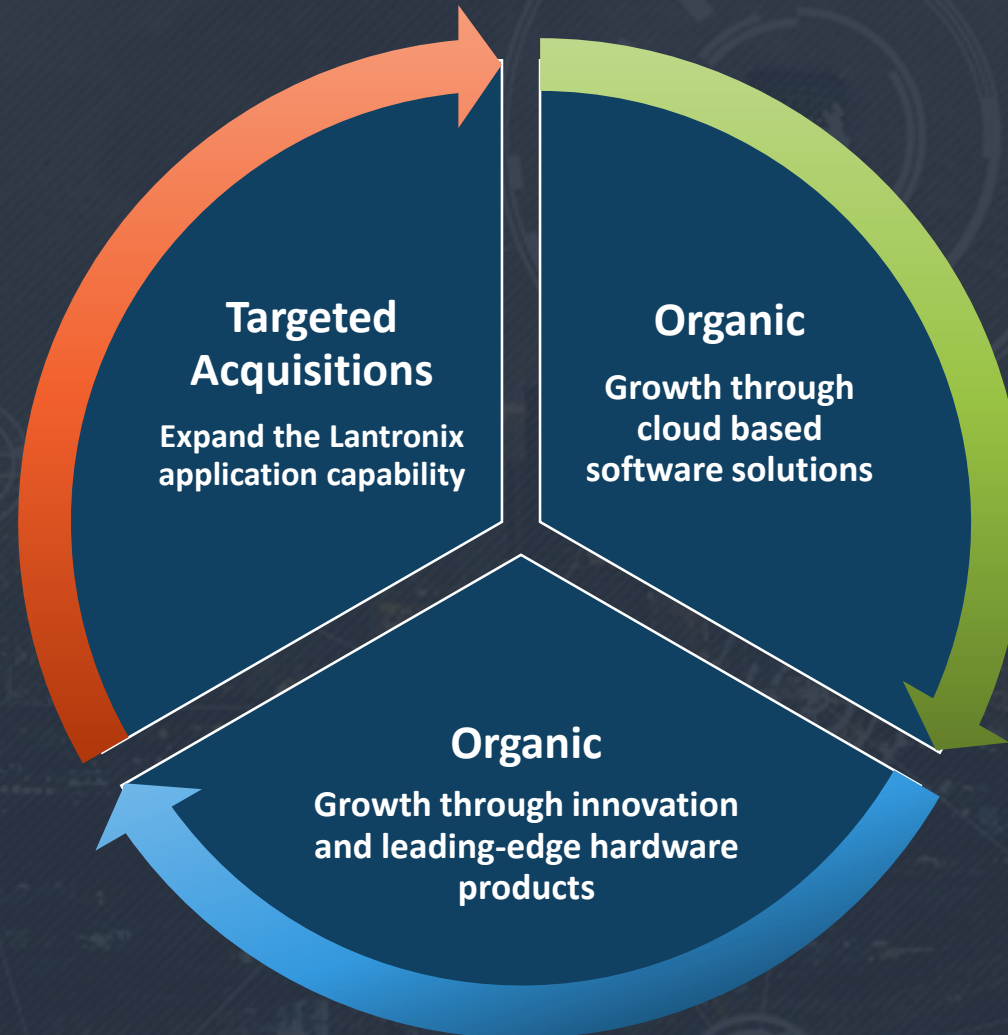 Targeted
Acquisitions
Expand the Lantronix
application capability
Organic
Growth through
cloud based
software solutions
Organic
Growth through innovation
and leading-edge hardware
products